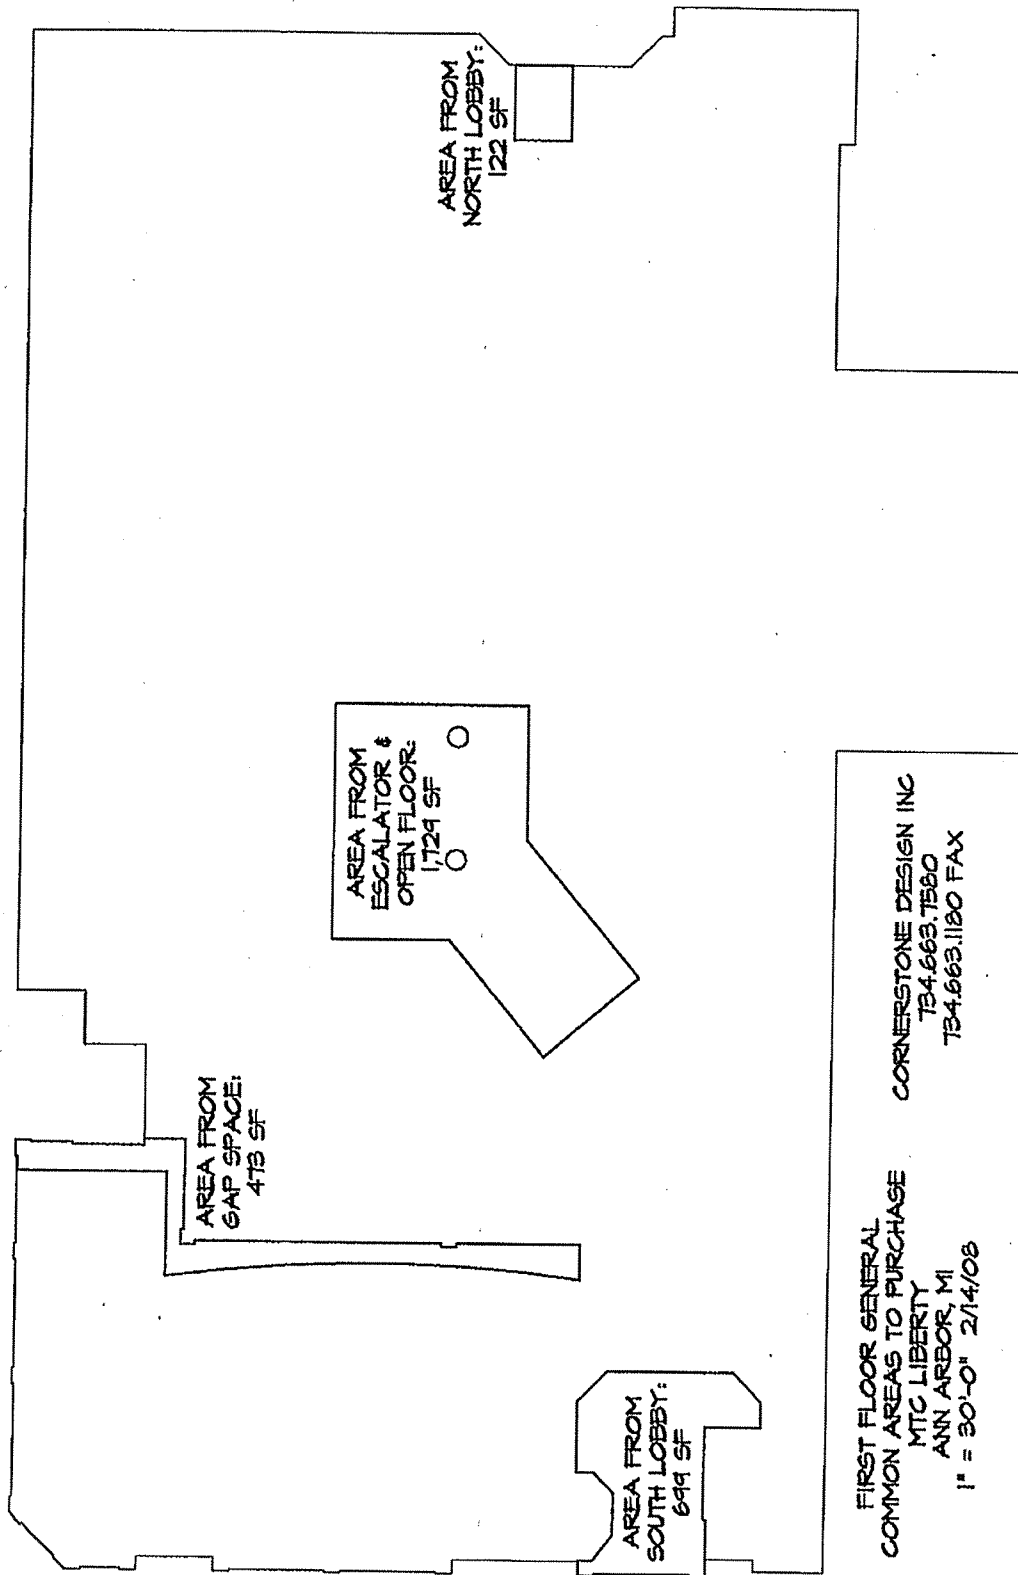 AREA FROM
NORTH LOBBY:
122 SF
AREA FROM
ESCALATOR &
OPEN FLOOR:
1,729 SF
AREA FROM
GAP SPACE:
473 SF
AREA FROM
SOUTH LOBBY:
699 SF
FIRST FLOOR GENERAL
COMMON AREAS TO PURCHASE
MTC LIBERTY
ANN ARBOR, MI
1" = 30'-0" 2/14/08
CORNERSTONE DESIGN INC
734.663.7580
734.663.1180 FAX